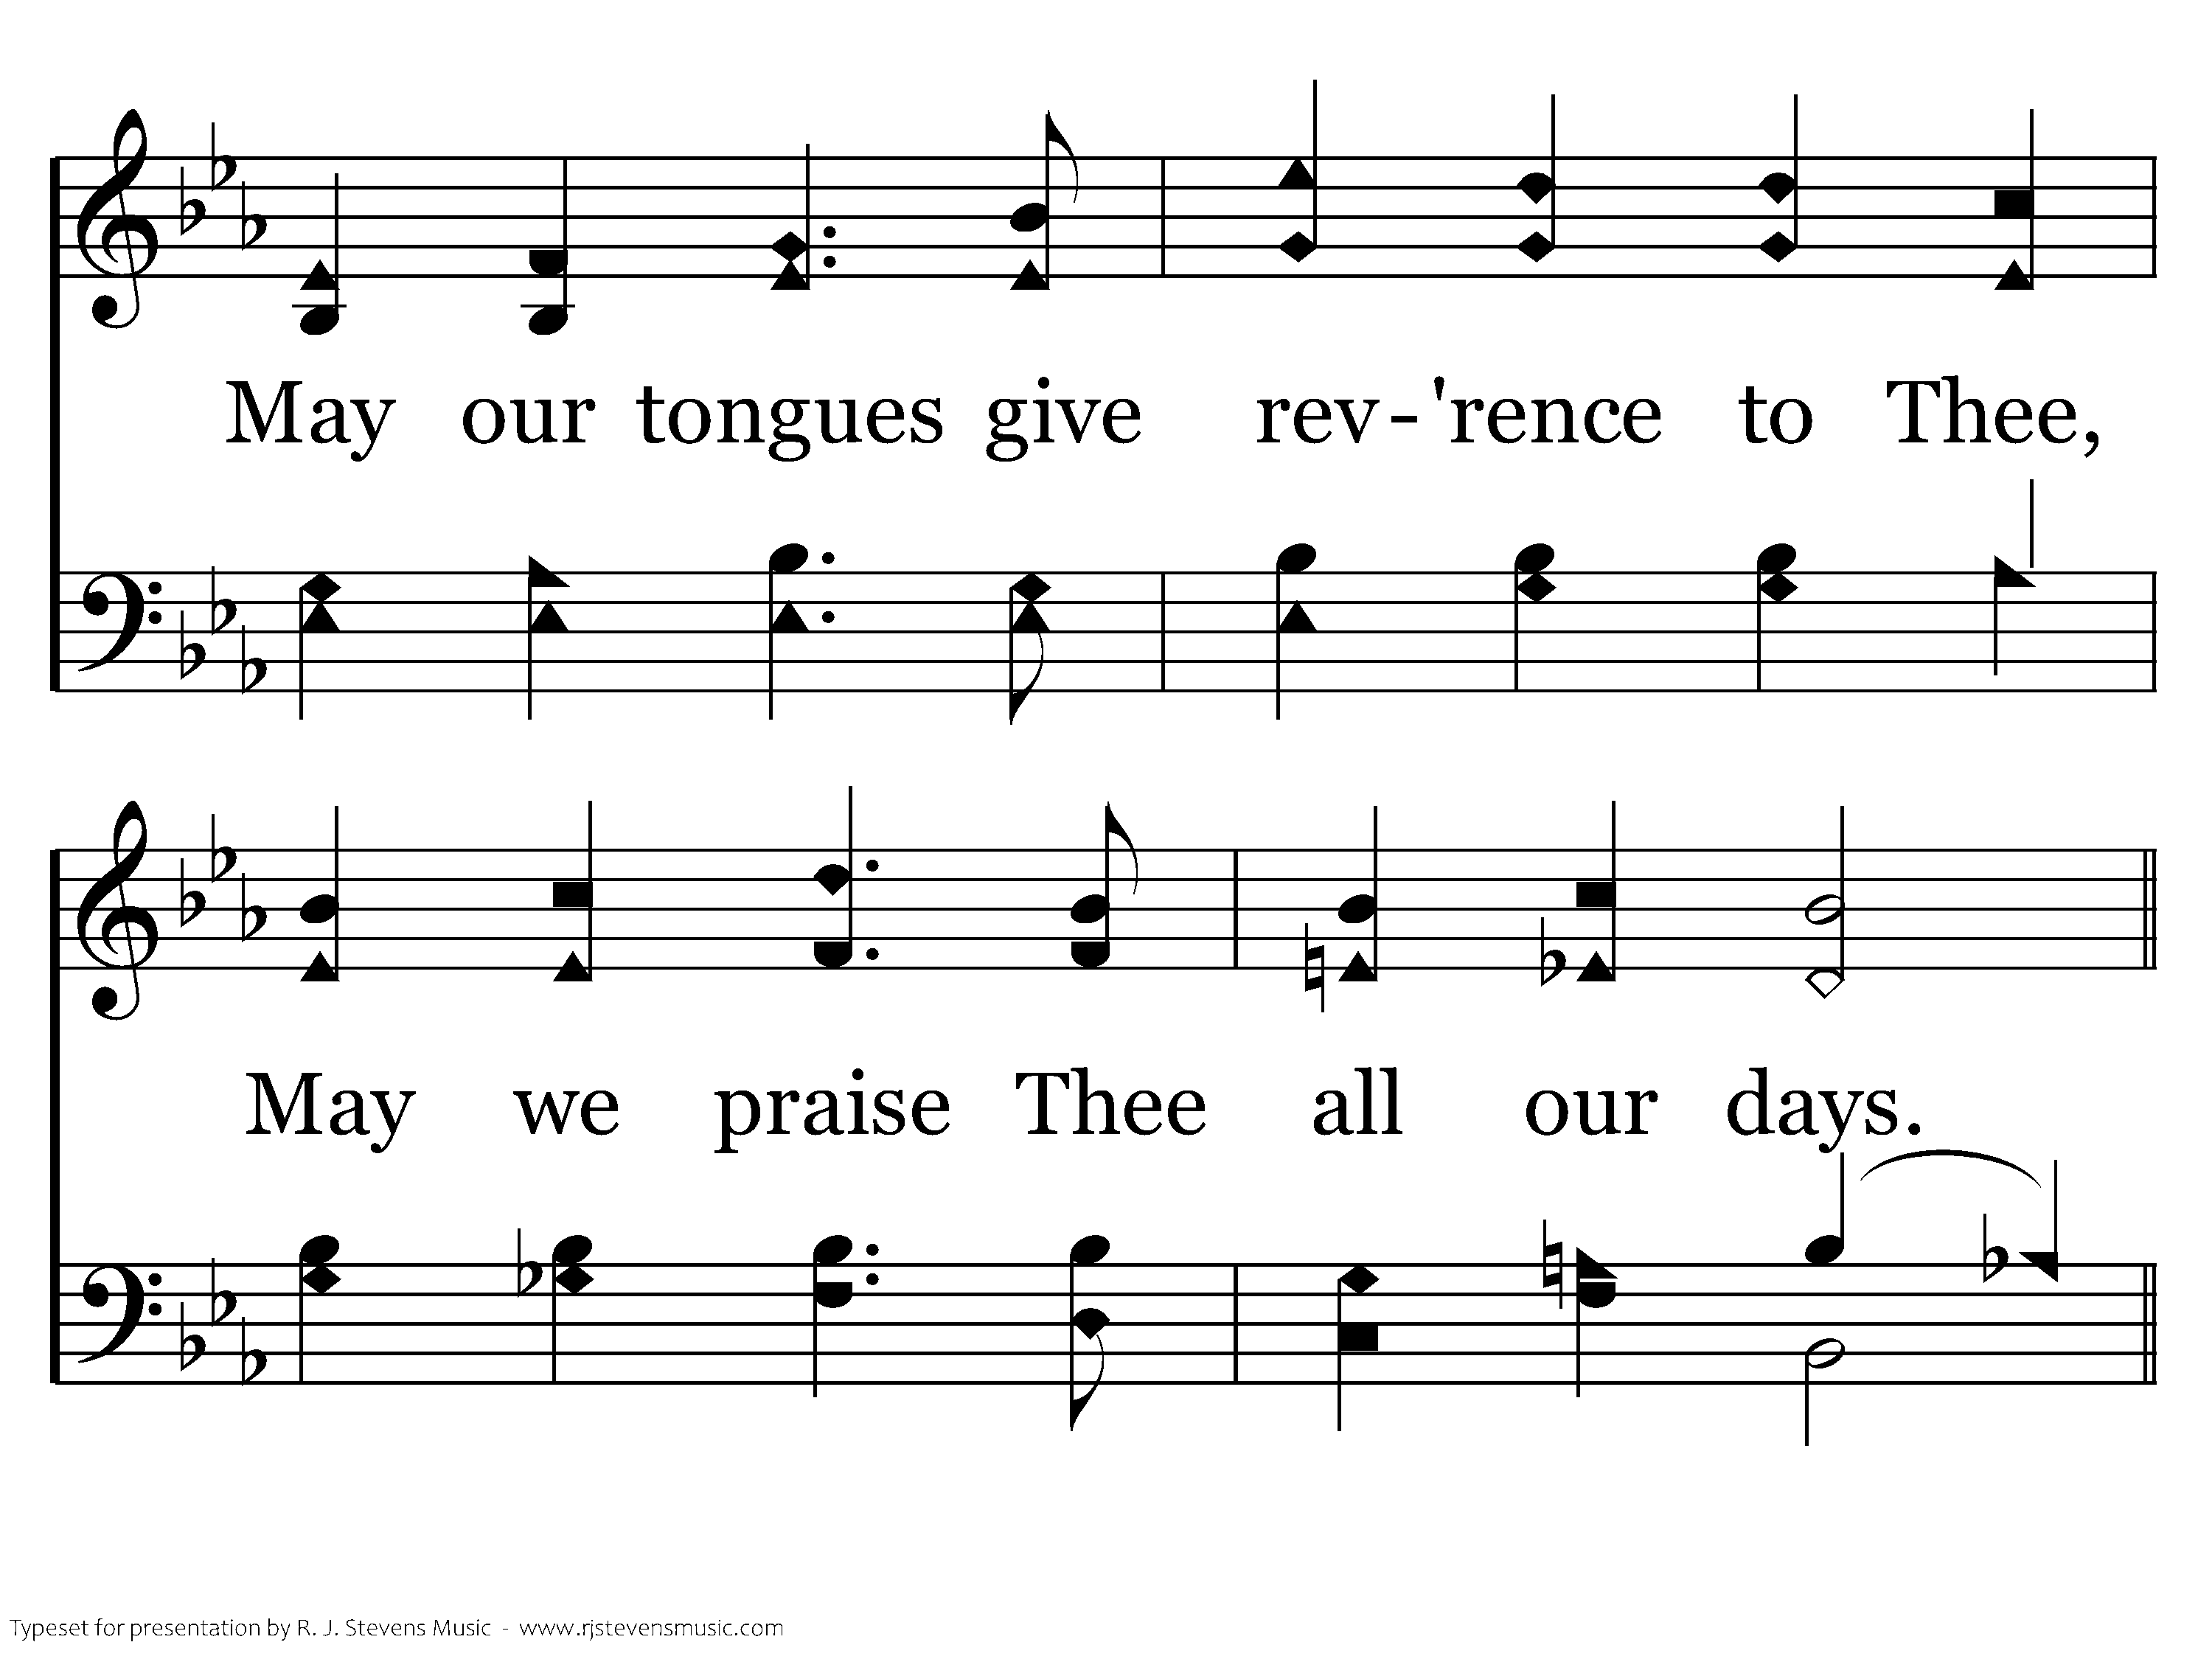 May our tongues give rev-'rence to Thee,
May we praise Thee all our days.
Typeset for presentation by R. J. Stevens Music - www.rjstevensmusic.com